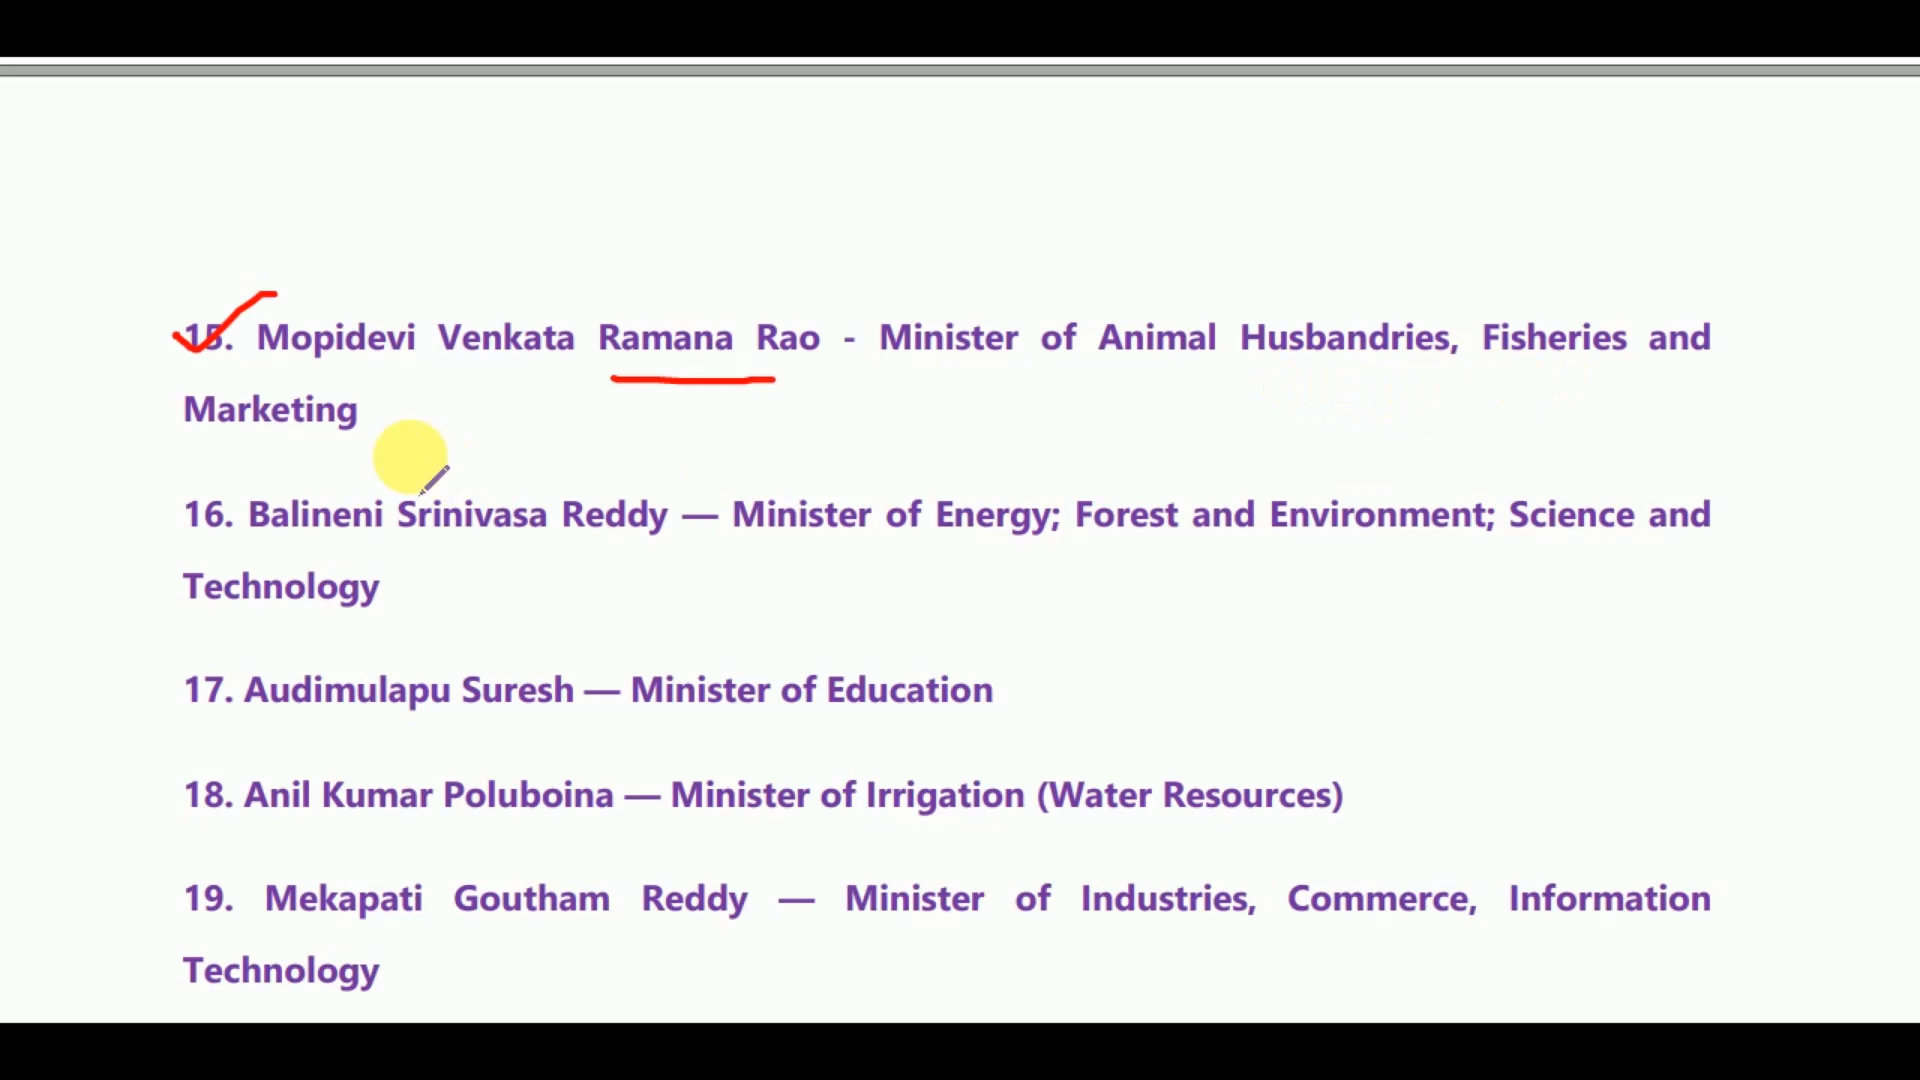 15. Mopidevi Venkata Ramana Rao - Minister of Animal Husbandries, Fisheries and
Marketing
16. Balineni Srinivasa Reddy — Minister of Energy; Forest and Environment; Science and
Technology
17. Audimulapu Suresh — Minister of Education
18. Anil Kumar Poluboina — Minister of Irrigation (Water Resources)
19. Mekapati Goutham Reddy — Minister of Industries, Commerce, Information
Technology